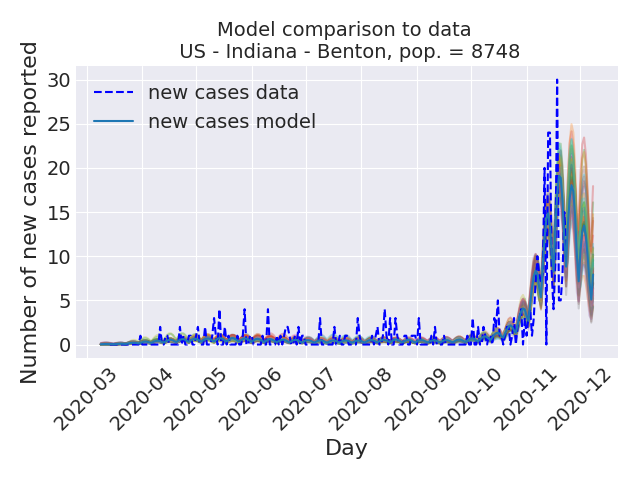 Model comparison to data
US - Indiana - Benton, pop. = 8748
Number of new cases reported
30
25
20
15
10
5
0
new cases data
new cases model
2020-03
2020-04
2020-05
2020-06
2020-07
2020-08
2020-09
2020-10
2020-11
2020-12
Day